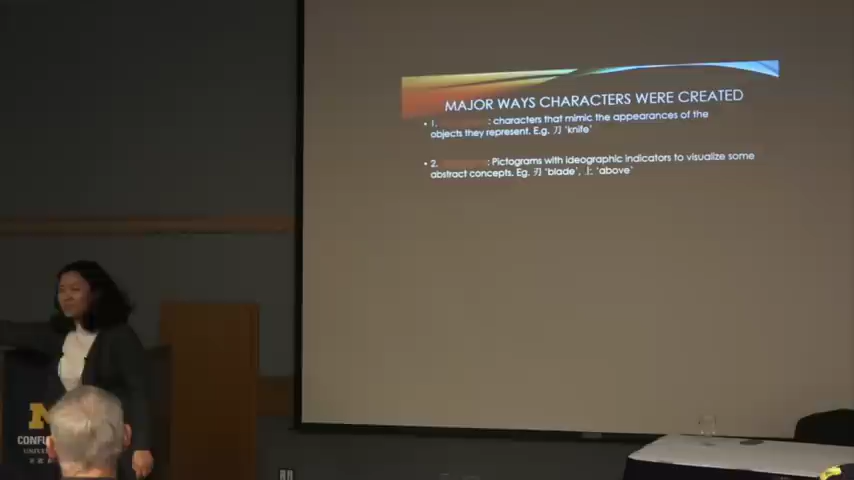 MAJOR WAYS CHARACTERS WERE CREATED
• 1. : characters that mimic the appearances of the
objects they represent. E.g. 刀 ‘knife’
• 2. : Pictograms with ideographic indicators to visualize some
abstract concepts. Eg. 刃 ‘blade’, 上 ‘above’
M